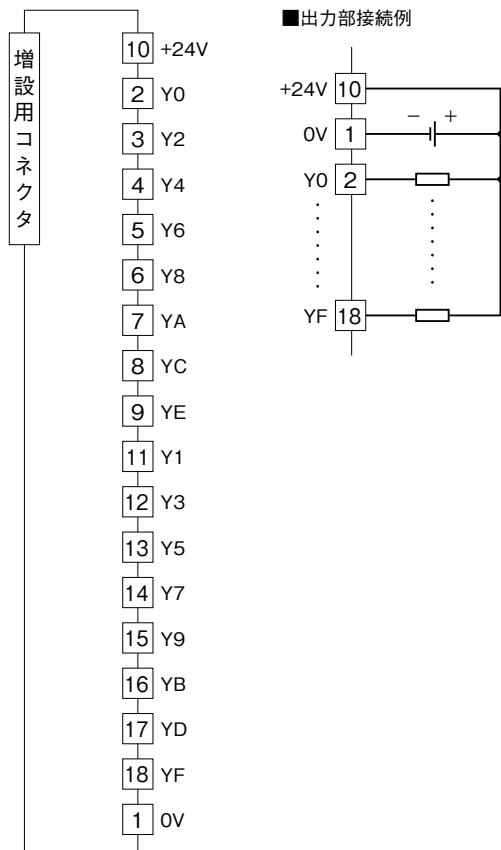 増設用コネクタ
10 +24V
2 Y0
3 Y2
4 Y4
5 Y6
6 Y8
7 YA
8 YC
9 YE
11 Y1
12 Y3
13 Y5
14 Y7
15 Y9
16 YB
17 YD
18 YF
1 0V
■出力部接続例
+24V 10
0V 1 − +
Y0 2
YF 18